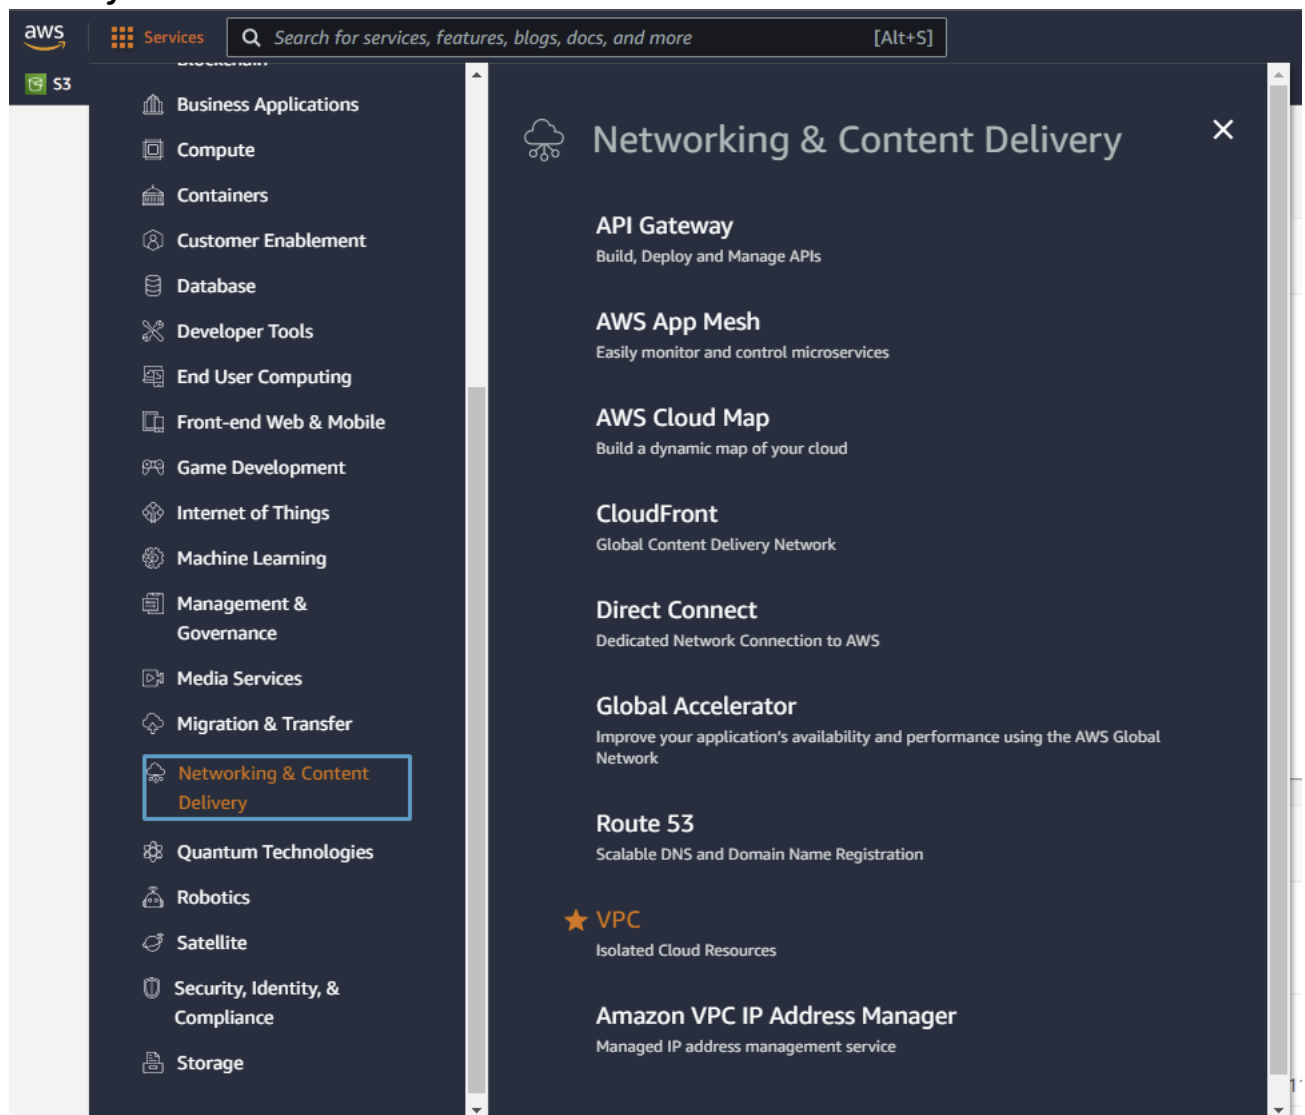 aws
Services
Search for services, features, blogs, docs, and more
[Alt+S]
S3
Business Applications
Compute
Containers
Customer Enablement
Database
Developer Tools
End User Computing
Front-end Web & Mobile
Game Development
Internet of Things
Machine Learning
Management &
Governance
Media Services
Migration & Transfer
Networking & Content
Delivery
Quantum Technologies
Robotics
Satellite
Security, Identity, &
Compliance
Storage
Networking & Content Delivery
API Gateway
Build, Deploy and Manage APIs
AWS App Mesh
Easily monitor and control microservices
AWS Cloud Map
Build a dynamic map of your cloud
CloudFront
Global Content Delivery Network
Direct Connect
Dedicated Network Connection to AWS
Global Accelerator
Improve your application's availability and performance using the AWS Global
Network
Route 53
Scalable DNS and Domain Name Registration
VPC
Isolated Cloud Resources
Amazon VPC IP Address Manager
Managed IP address management service